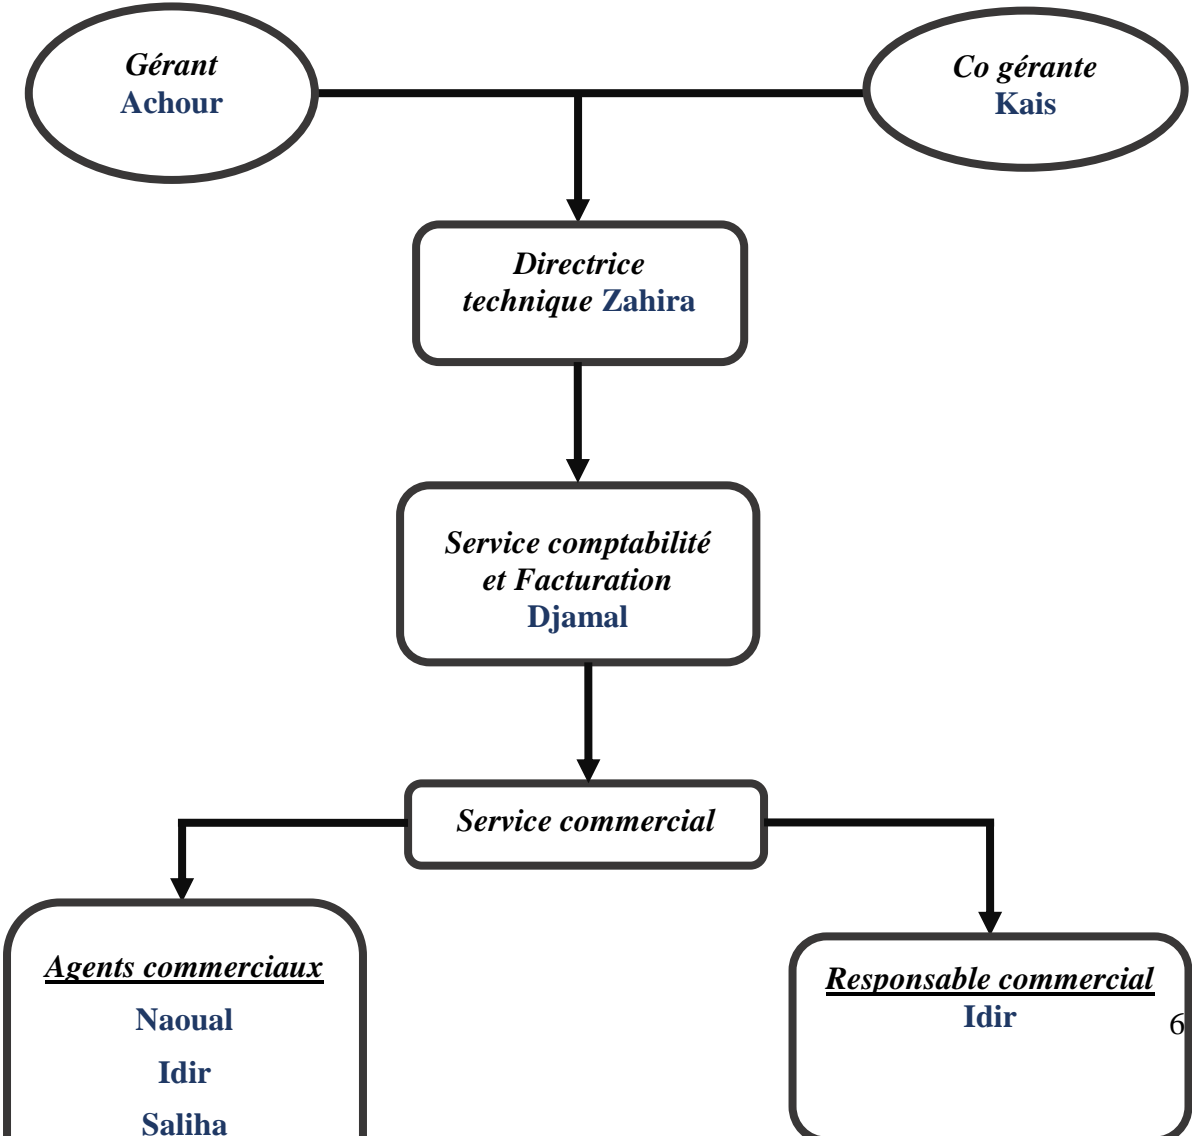 Gérant
Achour
Co gérante
Kais
Directrice
technique Zahira
Service comptabilité
et Facturation
Djamal
Service commercial
Agents commerciaux
Naoual
Idir
Saliha
Responsable commercial
Idir
6